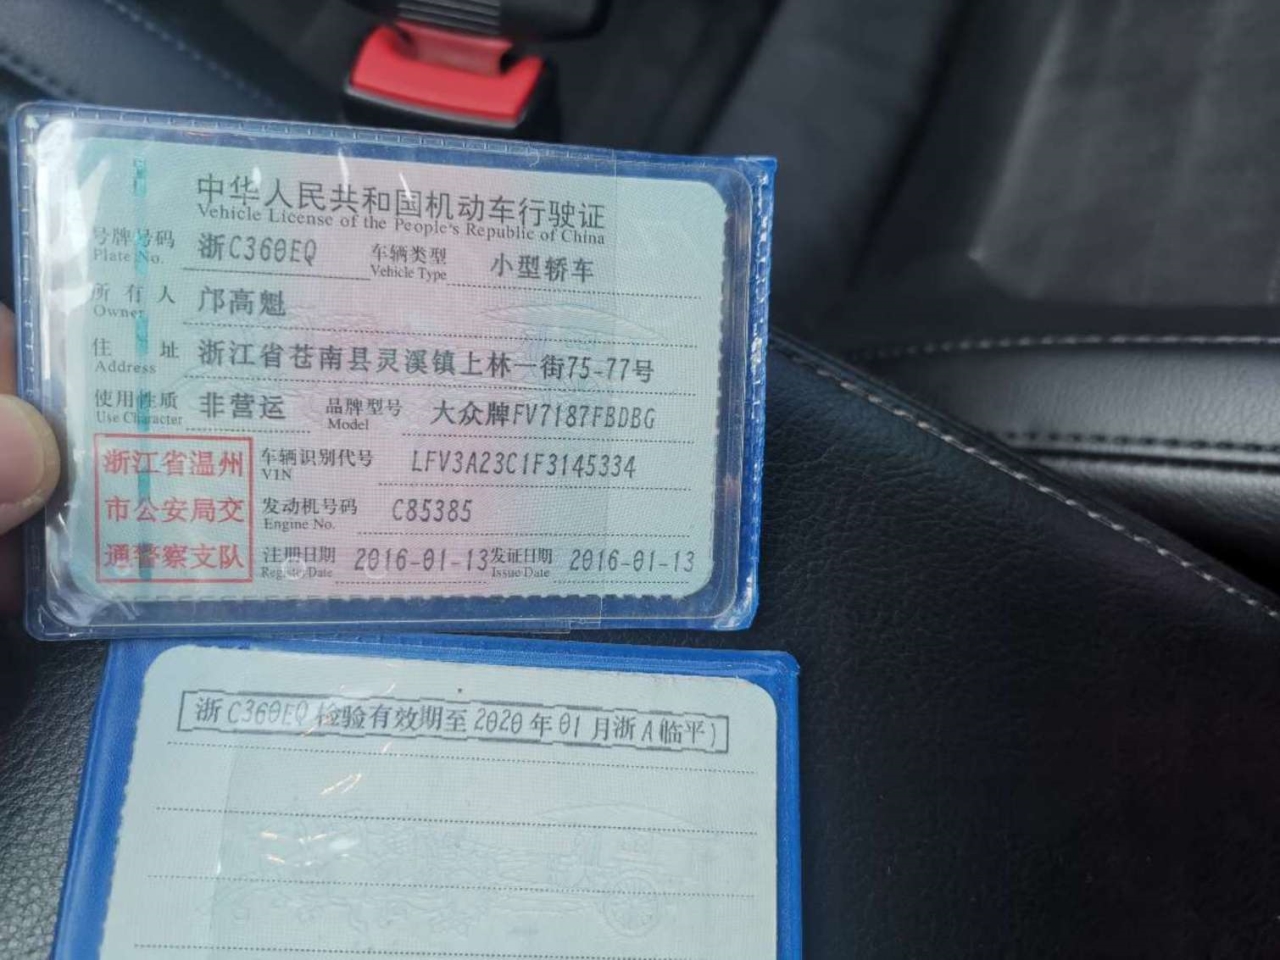 中华人民共和国机动车行驶证
Vehicle License of the People's Republic of China
号牌号码 浙C360EQ 车辆类型 小型轿车
Plate No. Vehicle Type
所有人 邝高魁
Owner
住址 浙江省苍南县灵溪镇上林一街75-77号
Address
使用性质 非营运 品牌型号 大众牌FV7187FBDBG
Use Character Model
浙江省温州 车辆识别代号 LFV3A23C1F3145334
VIN
市公安局交 发动机号码 C85385
Engine No.
通警察支队 注册日期 2016-01-13 发证日期 2016-01-13
Register Date Issue Date
浙C360EQ 检验有效期至2020年01月浙A(临平)